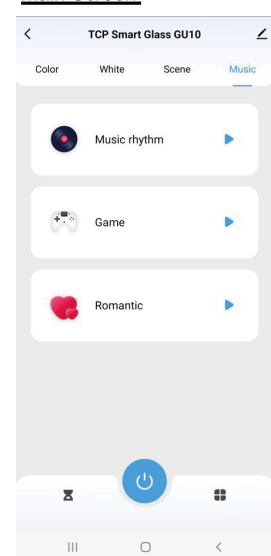 TCP Smart Glass GU10
Color White Scene Music
Music rhythm
Game
Romantic